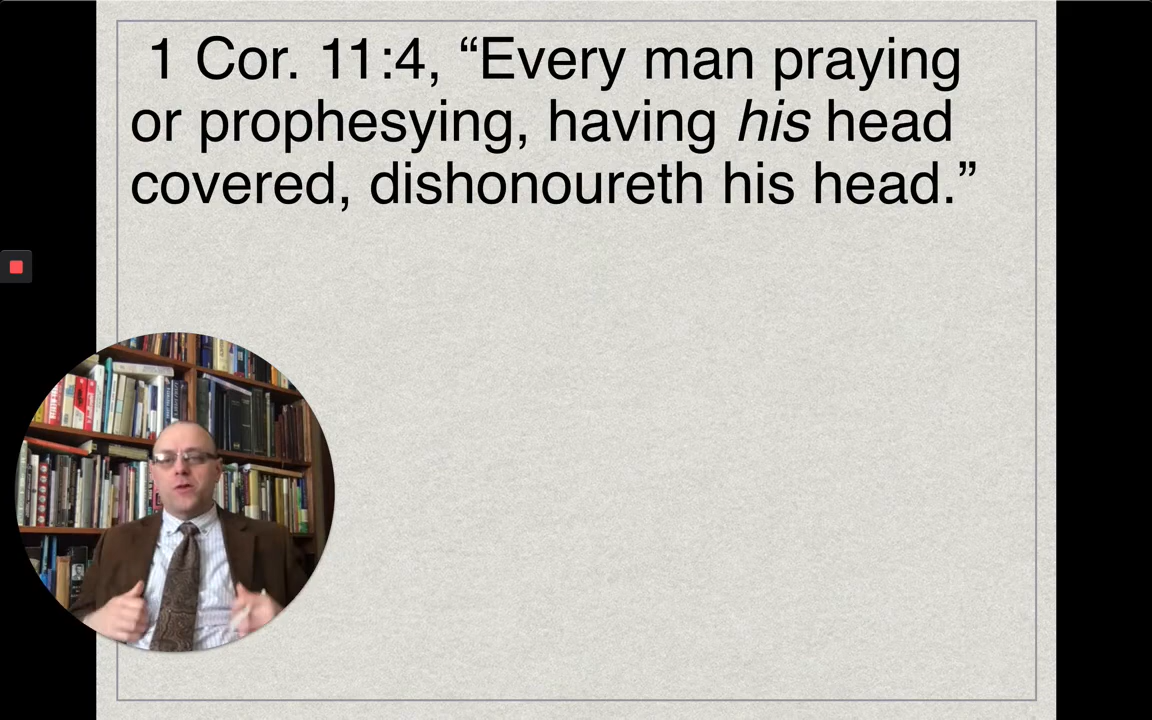 1 Cor. 11:4, “Every man praying
or prophesying, having his head
covered, dishonoureth his head.”